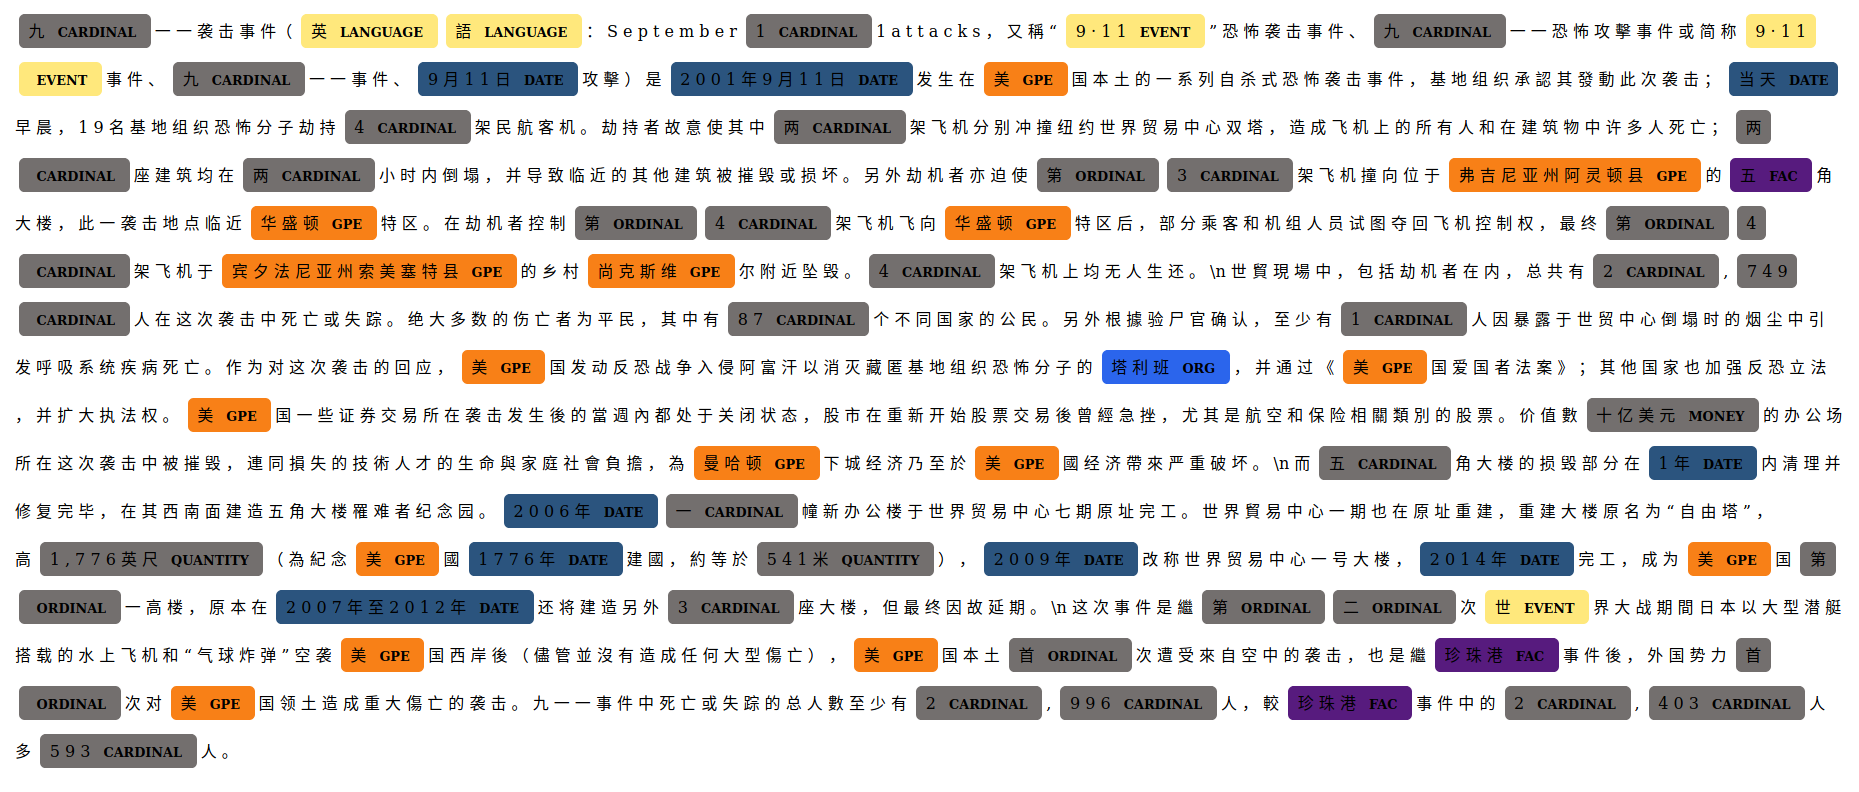 九 CARDINAL 一一袭击事件（ 英 LANGUAGE 語 LANGUAGE ：September 1 CARDINAL 1attacks，又稱“ 9·11 EVENT ”恐怖袭击事件、 九 CARDINAL 一一恐怖攻擊事件或简称 9·11
EVENT 事件、 九 CARDINAL 一一事件、 9月11日 DATE 攻擊）是 2001年9月11日 DATE 发生在 美 GPE 国本土的一系列自杀式恐怖袭击事件，基地组织承認其發動此次袭击； 当天 DATE
早晨，19名基地组织恐怖分子劫持 4 CARDINAL 架民航客机。劫持者故意使其中 两 CARDINAL 架飞机分别冲撞纽约世界贸易中心双塔，造成飞机上的所有人和在建筑物中许多人死亡； 两
CARDINAL 座建筑均在 两 CARDINAL 小时内倒塌，并导致临近的其他建筑被摧毁或损坏。另外劫机者亦迫使 第 ORDINAL 3 CARDINAL 架飞机撞向位于 弗吉尼亚州阿灵顿县 GPE 的 五 FAC 角
大楼，此一袭击地点临近 华盛顿 GPE 特区。在劫机者控制 第 ORDINAL 4 CARDINAL 架飞机飞向 华盛顿 GPE 特区后，部分乘客和机组人员试图夺回飞机控制权，最终 第 ORDINAL 4
CARDINAL 架飞机于 宾夕法尼亚州索美塞特县 GPE 的乡村 尚克斯维 GPE 尔附近坠毁。 4 CARDINAL 架飞机上均无人生还。\n世貿現場中，包括劫机者在内，总共有 2 CARDINAL , 749
CARDINAL 人在这次袭击中死亡或失踪。绝大多数的伤亡者为平民，其中有 87 CARDINAL 个不同国家的公民。另外根據验尸官确认，至少有 1 CARDINAL 人因暴露于世贸中心倒塌时的烟尘中引
发呼吸系统疾病死亡。作为对这次袭击的回应， 美 GPE 国发动反恐战争入侵阿富汗以消灭藏匿基地组织恐怖分子的 塔利班 ORG ，并通过《 美 GPE 国爱国者法案》；其他国家也加强反恐立法
，并扩大执法权。 美 GPE 国一些证券交易所在袭击发生後的當週內都处于关闭状态，股市在重新开始股票交易後曾經急挫，尤其是航空和保险相關類別的股票。价值數 十亿美元 MONEY 的办公场
所在这次袭击中被摧毁，連同損失的技術人才的生命與家庭社會負擔，為 曼哈顿 GPE 下城经济乃至於 美 GPE 國经济帶來严重破坏。\n而 五 CARDINAL 角大楼的损毁部分在 1年 DATE 内清理并
修复完毕，在其西南面建造五角大楼罹难者纪念园。 2006年 DATE 一 CARDINAL 幢新办公楼于世界贸易中心七期原址完工。世界貿易中心一期也在原址重建，重建大楼原名为“自由塔”，
高 1,776英尺 QUANTITY （為紀念 美 GPE 國 1776年 DATE 建國，約等於 541米 QUANTITY ）， 2009年 DATE 改称世界贸易中心一号大楼， 2014年 DATE 完工，成为 美 GPE 国 第
ORDINAL 一高楼，原本在 2007年至2012年 DATE 还将建造另外 3 CARDINAL 座大楼，但最终因故延期。\n这次事件是繼 第 ORDINAL 二 ORDINAL 次 世 EVENT 界大战期間日本以大型潜艇
搭载的水上飞机和“气球炸弹”空袭 美 GPE 国西岸後（儘管並沒有造成任何大型傷亡）， 美 GPE 国本土 首 ORDINAL 次遭受來自空中的袭击，也是繼 珍珠港 FAC 事件後，外国势力 首
ORDINAL 次对 美 GPE 国领土造成重大傷亡的袭击。九一一事件中死亡或失踪的总人數至少有 2 CARDINAL , 996 CARDINAL 人，較 珍珠港 FAC 事件中的 2 CARDINAL , 403 CARDINAL 人
多 593 CARDINAL 人。